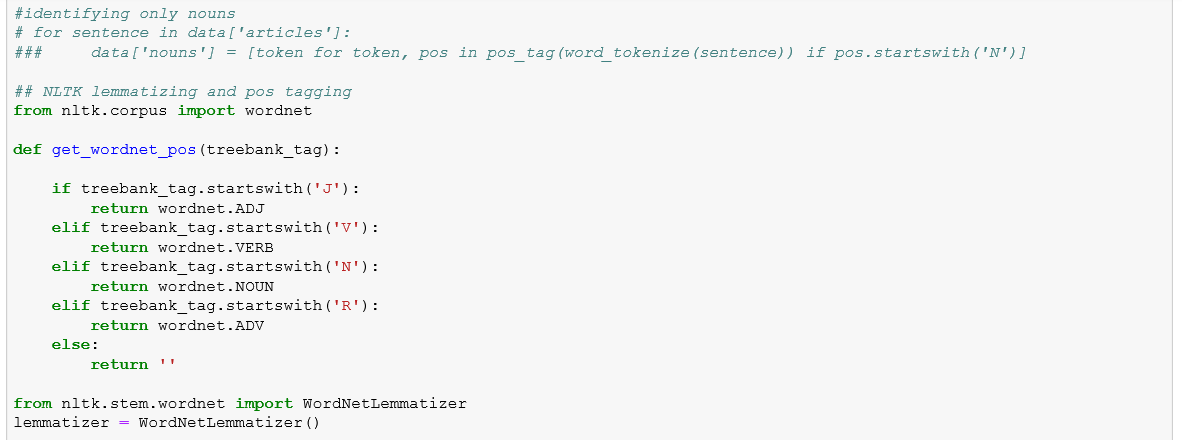 #identifying only nouns
# for sentence in data['articles']:
###     data['nouns'] = [token for token, pos in pos_tag(word_tokenize(sentence)) if pos.startswith('N')]

## NLTK lemmatizing and pos tagging
from nltk.corpus import wordnet

def get_wordnet_pos(treebank_tag):

    if treebank_tag.startswith('J'):
        return wordnet.ADJ
    elif treebank_tag.startswith('V'):
        return wordnet.VERB
    elif treebank_tag.startswith('N'):
        return wordnet.NOUN
    elif treebank_tag.startswith('R'):
        return wordnet.ADV
    else:
        return ''

from nltk.stem.wordnet import WordNetLemmatizer
lemmatizer = WordNetLemmatizer()